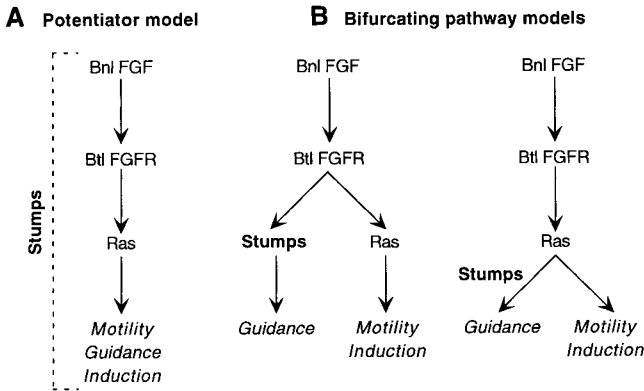 A Potentiator model
B Bifurcating pathway models
Stumps
Bnl FGF
Btl FGFR
Ras
Motility
Guidance
Induction
Bnl FGF
Btl FGFR
Stumps
Ras
Guidance
Motility
Induction
Bnl FGF
Btl FGFR
Ras
Stumps
Guidance
Motility
Induction